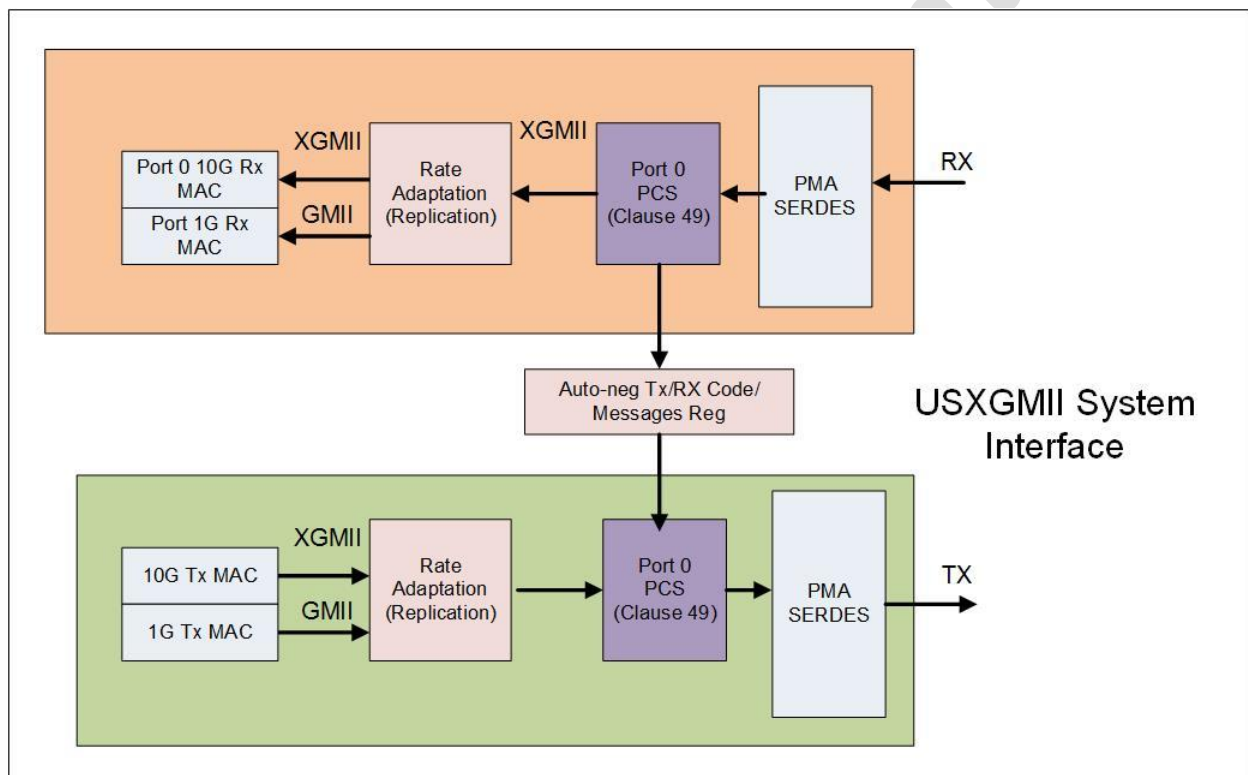 XGMII
XGMII
Port 0 10G Rx
MAC
Port 1G Rx
MAC
GMII
Rate
Adaptation
(Replication)
Port 0
PCS
(Clause 49)
PMA
SERDES
RX
Auto-neg Tx/RX Code/
Messages Reg
USXGMII System
Interface
XGMII
10G Tx MAC
GMII
1G Tx MAC
Rate
Adaptation
(Replication)
Port 0
PCS
(Clause 49)
PMA
SERDES
TX